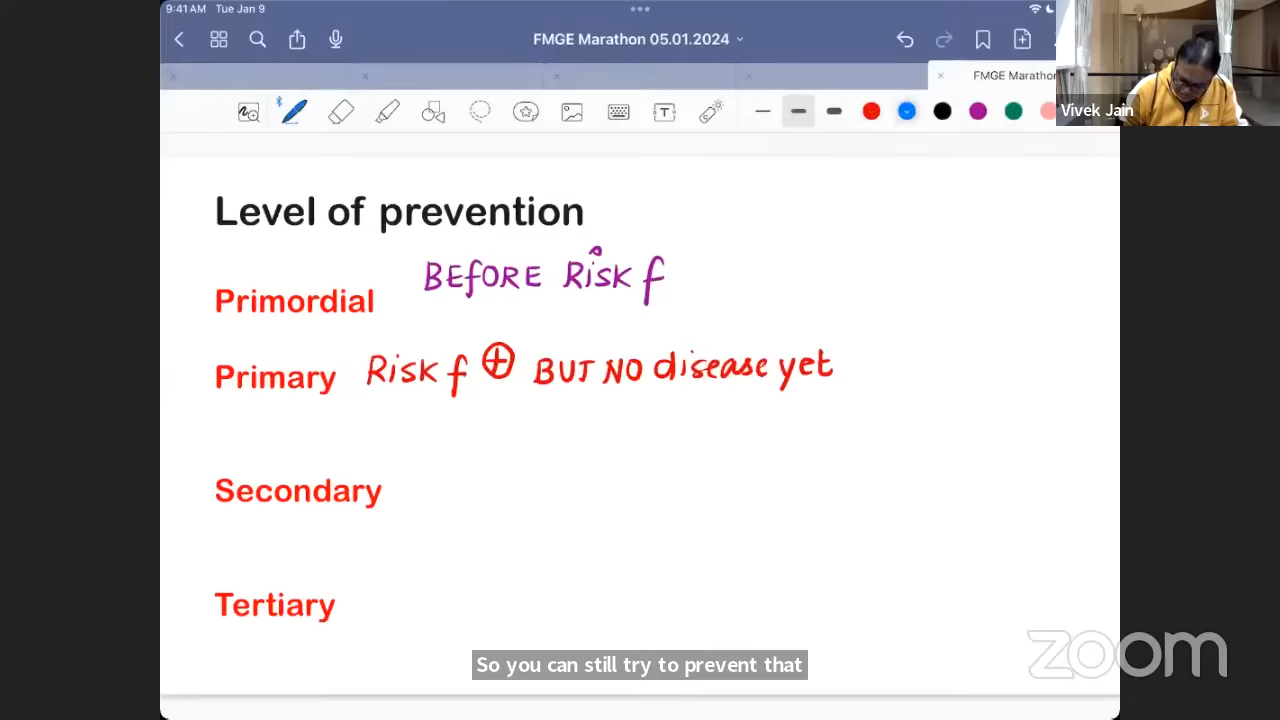 9:41 AM Tue Jan 9
FMGE Marathon 05.01.2024
FMGE Marathon
T
Vivek Jain
Level of prevention
BEfORE Risk f
Primordial
Primary Risk f ⊕ BUT NO disease yet
Secondary
Tertiary
So you can still try to prevent that
zoom